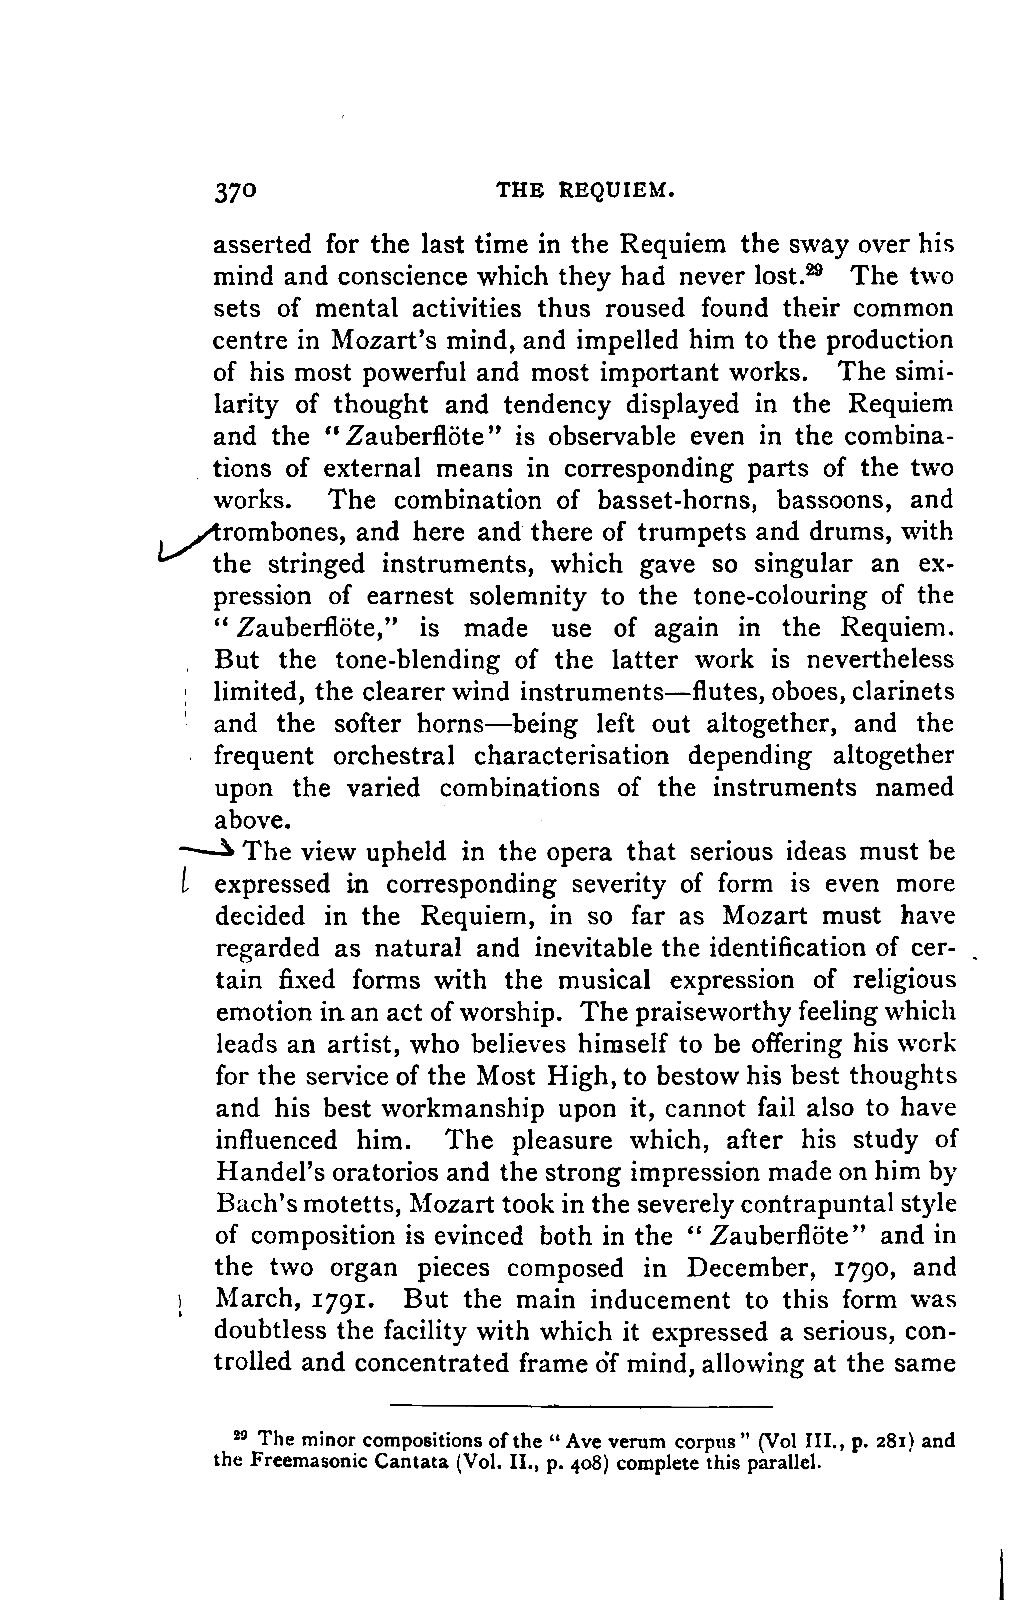 370 THE REQUIEM.
asserted for the last time in the Requiem the sway over his
mind and conscience which they had never lost.²⁹ The two
sets of mental activities thus roused found their common
centre in Mozart's mind, and impelled him to the production
of his most powerful and most important works. The simi-
larity of thought and tendency displayed in the Requiem
and the "Zauberflöte" is observable even in the combina-
tions of external means in corresponding parts of the two
works. The combination of basset-horns, bassoons, and
trombones, and here and there of trumpets and drums, with
the stringed instruments, which gave so singular an ex-
pression of earnest solemnity to the tone-colouring of the
"Zauberflöte," is made use of again in the Requiem.
But the tone-blending of the latter work is nevertheless
limited, the clearer wind instruments—flutes, oboes, clarinets
and the softer horns—being left out altogether, and the
frequent orchestral characterisation depending altogether
upon the varied combinations of the instruments named
above.
The view upheld in the opera that serious ideas must be
expressed in corresponding severity of form is even more
decided in the Requiem, in so far as Mozart must have
regarded as natural and inevitable the identification of cer-
tain fixed forms with the musical expression of religious
emotion in an act of worship. The praiseworthy feeling which
leads an artist, who believes himself to be offering his work
for the service of the Most High, to bestow his best thoughts
and his best workmanship upon it, cannot fail also to have
influenced him. The pleasure which, after his study of
Handel's oratorios and the strong impression made on him by
Bach's motetts, Mozart took in the severely contrapuntal style
of composition is evinced both in the "Zauberflöte" and in
the two organ pieces composed in December, 1790, and
March, 1791. But the main inducement to this form was
doubtless the facility with which it expressed a serious, con-
trolled and concentrated frame of mind, allowing at the same
²⁹ The minor compositions of the "Ave verum corpus" (Vol III., p. 281) and
the Freemasonic Cantata (Vol. II., p. 408) complete this parallel.